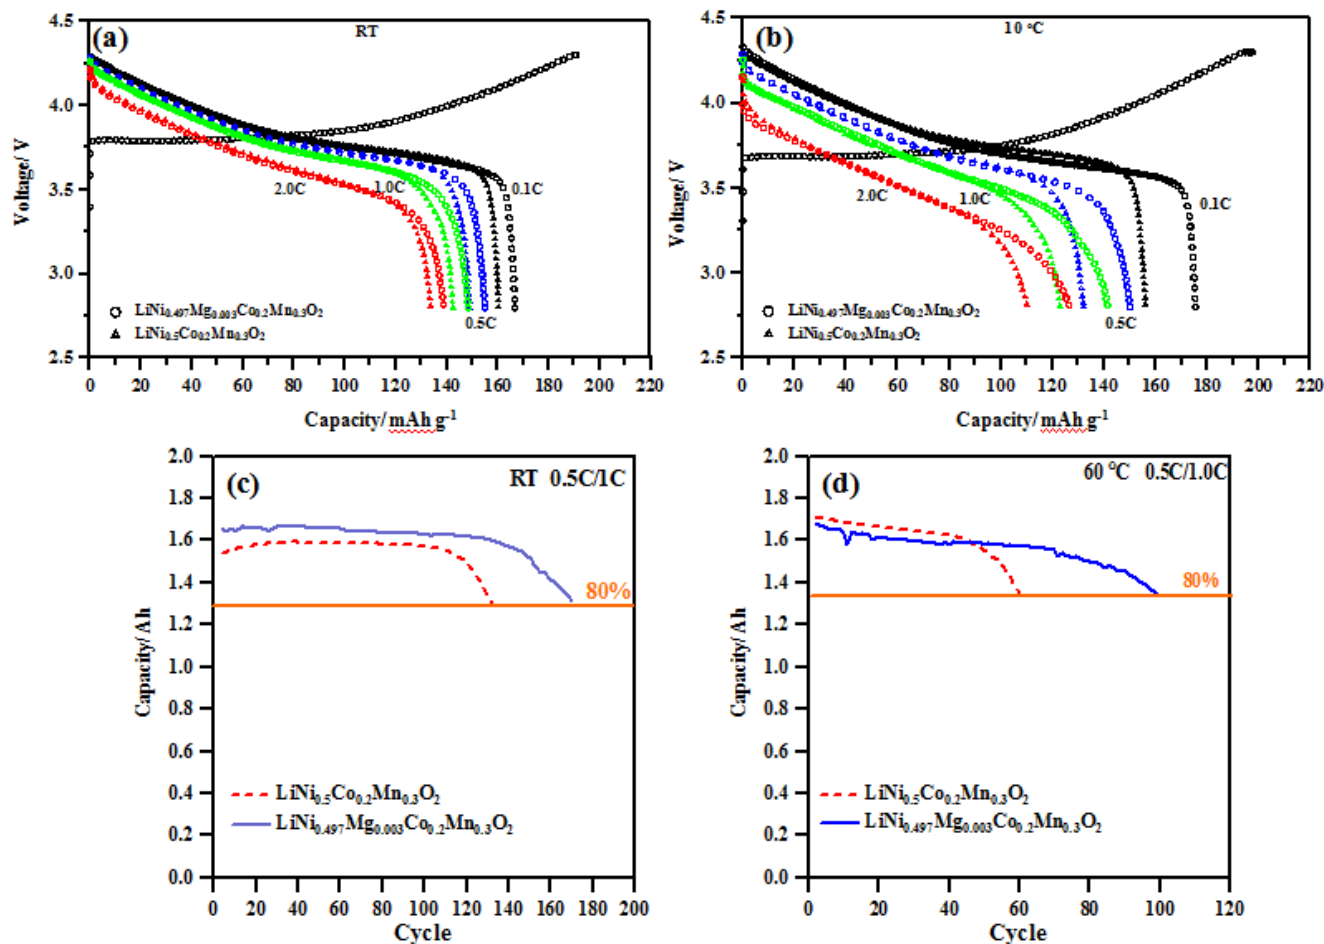 (a)
RT
4.5
4.0
3.5
3.0
2.5
Voltage/ V
2.0C
1.0C
0.1C
0.5C
LiNi0.497Mg0.003Co0.2Mn0.3O2
LiNi0.5Co0.2Mn0.3O2
0 20 40 60 80 100 120 140 160 180 200 220
Capacity/ mAh g-1
(b)
10 °C
4.5
4.0
3.5
3.0
2.5
Voltage/ V
2.0C
1.0C
0.1C
0.5C
LiNi0.497Mg0.003Co0.2Mn0.3O2
LiNi0.5Co0.2Mn0.3O2
0 20 40 60 80 100 120 140 160 180 200 220
Capacity/ mAh g-1
(c)
RT 0.5C/1C
2.0
1.8
1.6
1.4
1.2
1.0
0.8
0.6
0.4
0.2
0.0
Capacity/ Ah
80%
LiNi0.5Co0.2Mn0.3O2
LiNi0.497Mg0.003Co0.2Mn0.3O2
0 20 40 60 80 100 120 140 160 180 200
Cycle
(d)
60 °C 0.5C/1.0C
2.0
1.8
1.6
1.4
1.2
1.0
0.8
0.6
0.4
0.2
0.0
Capacity/ Ah
80%
LiNi0.5Co0.2Mn0.3O2
LiNi0.497Mg0.003Co0.2Mn0.3O2
0 20 40 60 80 100 120
Cycle